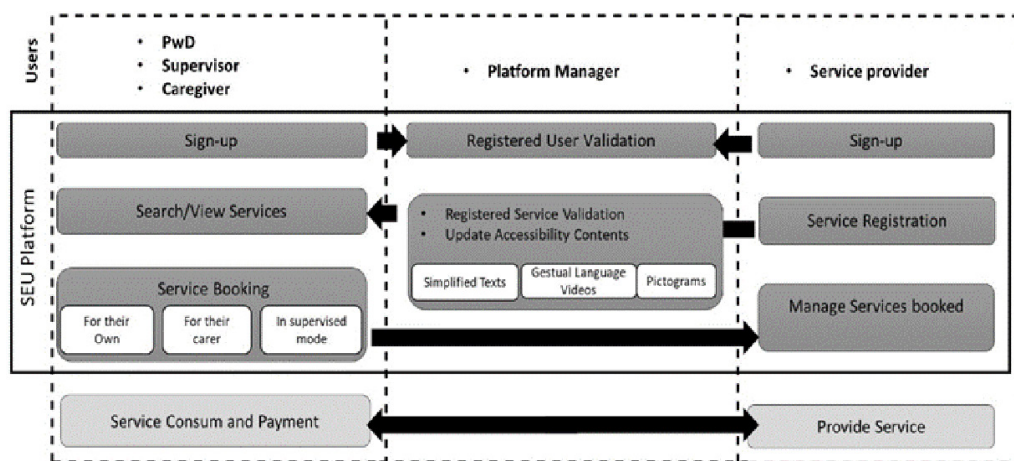 Users
• PwD
• Supervisor
• Caregiver
• Platform Manager
• Service provider
SEU Platform
Sign-up
Registered User Validation
Sign-up
Search/View Services
• Registered Service Validation
• Update Accessibility Contents
Simplified Texts
Gestual Language
Videos
Pictograms
Service Registration
Service Booking
For their
Own
For their
carer
In supervised
mode
Manage Services booked
Service Consum and Payment
Provide Service